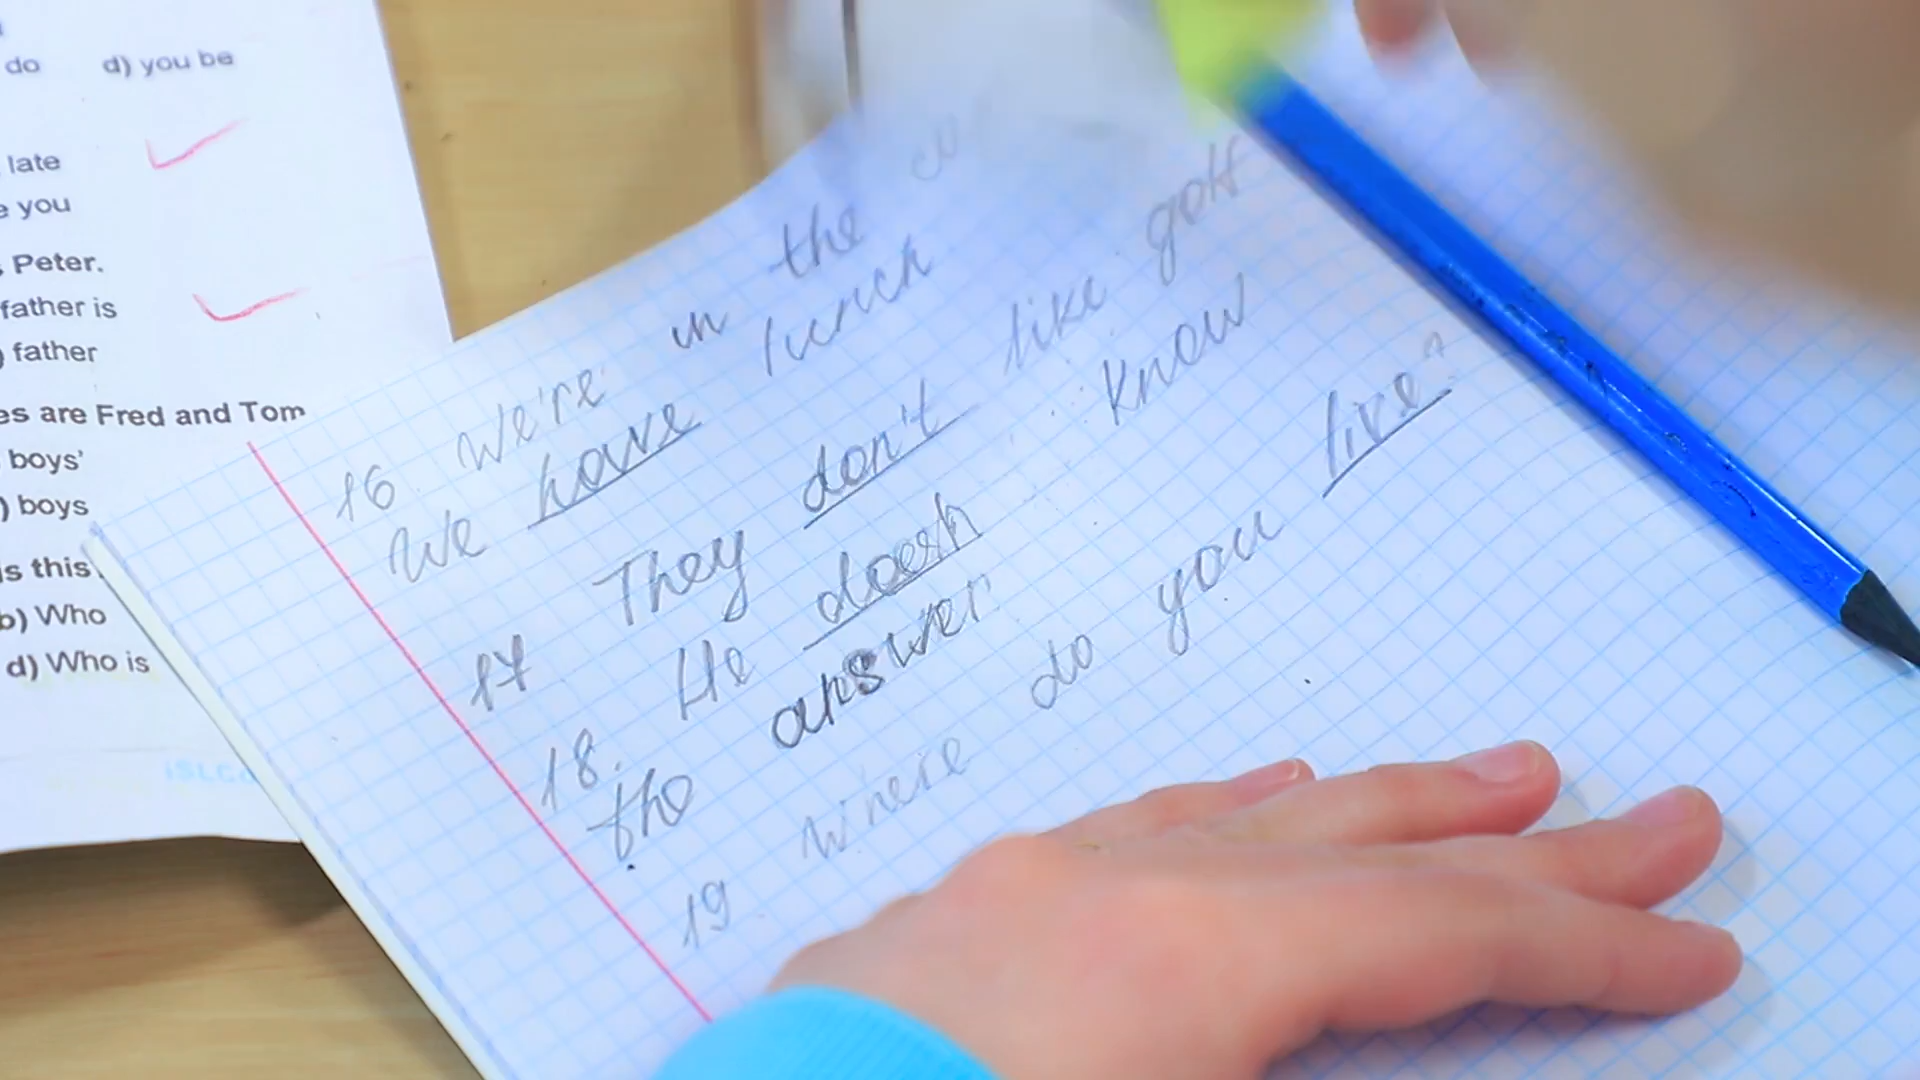 do d) you be
late
e you
Peter.
father is
father
es are Fred and Tom
boys'
) boys
s this
b) Who
d) Who is
16. We're in the
We have lunch
17 They don't like golf
18. He doesn know
the answer
19 Where do you live?